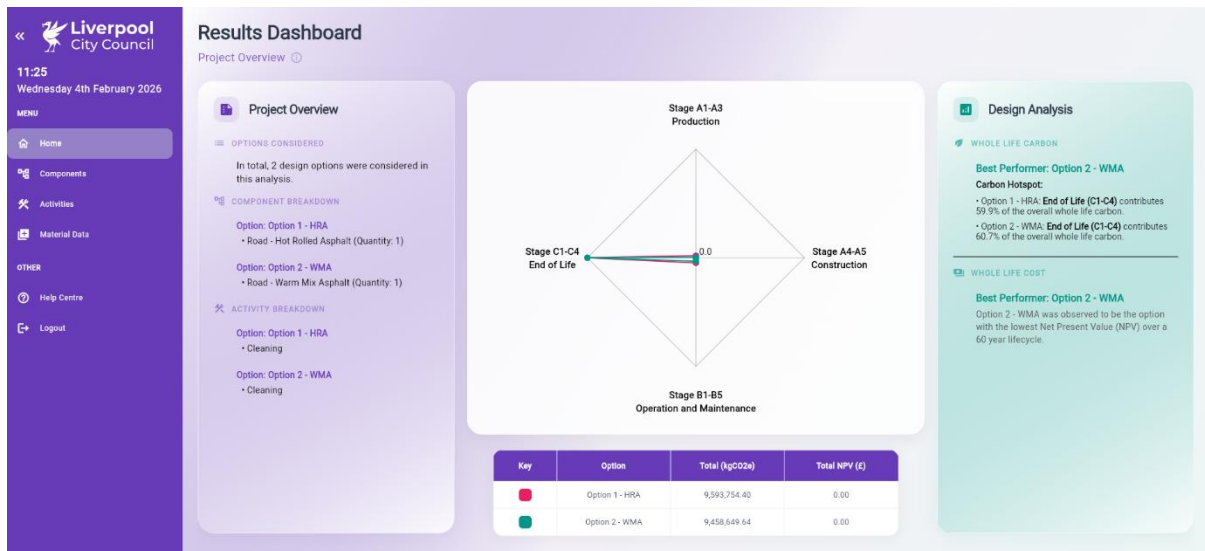 Liverpool
City Council
11:25
Wednesday 4th February 2026
MENU
Home
Components
Activities
Material Data
OTHER
Help Centre
Logout
Results Dashboard
Project Overview
Project Overview
OPTIONS CONSIDERED
In total, 2 design options were considered in
this analysis.
COMPONENT BREAKDOWN
Option: Option 1 - HRA
• Road - Hot Rolled Asphalt (Quantity: 1)
Option: Option 2 - WMA
• Road - Warm Mix Asphalt (Quantity: 1)
ACTIVITY BREAKDOWN
Option: Option 1 - HRA
• Cleaning
Option: Option 2 - WMA
• Cleaning
Stage A1-A3
Production
Stage C1-C4
End of Life
0.0
Stage A4-A5
Construction
Stage B1-B5
Operation and Maintenance
Key Option Total (kgCO2e) Total NPV (£)
Option 1 - HRA 9,593,754.40 0.00
Option 2 - WMA 9,458,649.64 0.00
Design Analysis
WHOLE LIFE CARBON
Best Performer: Option 2 - WMA
Carbon Hotspot:
• Option 1 - HRA: End of Life (C1-C4) contributes
59.9% of the overall whole life carbon.
• Option 2 - WMA: End of Life (C1-C4) contributes
60.7% of the overall whole life carbon.
WHOLE LIFE COST
Best Performer: Option 2 - WMA
Option 2 - WMA was observed to be the option
with the lowest Net Present Value (NPV) over a
60 year lifecycle.